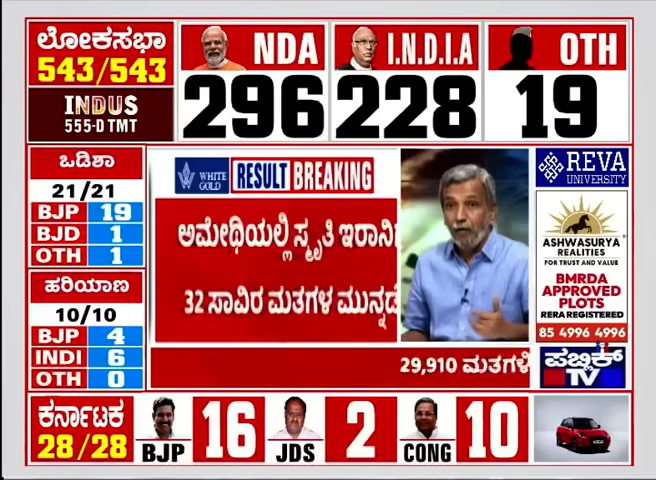 ಲೋಕಸಭಾ
543/543
NDA
296
I.N.D.I.A
228
OTH
19
INDUS
555-D TMT
ಒಡಿಶಾ
21/21
BJP 19
BJD 1
OTH 1
ಹರಿಯಾಣ
10/10
BJP 4
INDI 6
OTH 0
WHITE
GOLD
RESULT BREAKING
ಅಮೇಥಿಯಲ್ಲಿ ಸ್ಮೃತಿ ಇರಾನಿ
32 ಸಾವಿರ ಮತಗಳ ಮುನ್ನಡೆ
29,910 ಮತಗಳ
REVA
UNIVERSITY
ASHWASURYA
REALITIES
FOR TRUST AND VALUE
BMRDA
APPROVED
PLOTS
RERA REGISTERED
85 4996 4996
ಪಬ್ಲಿಕ್
TV
ಕರ್ನಾಟಕ
28/28
BJP 16
JDS 2
CONG 10